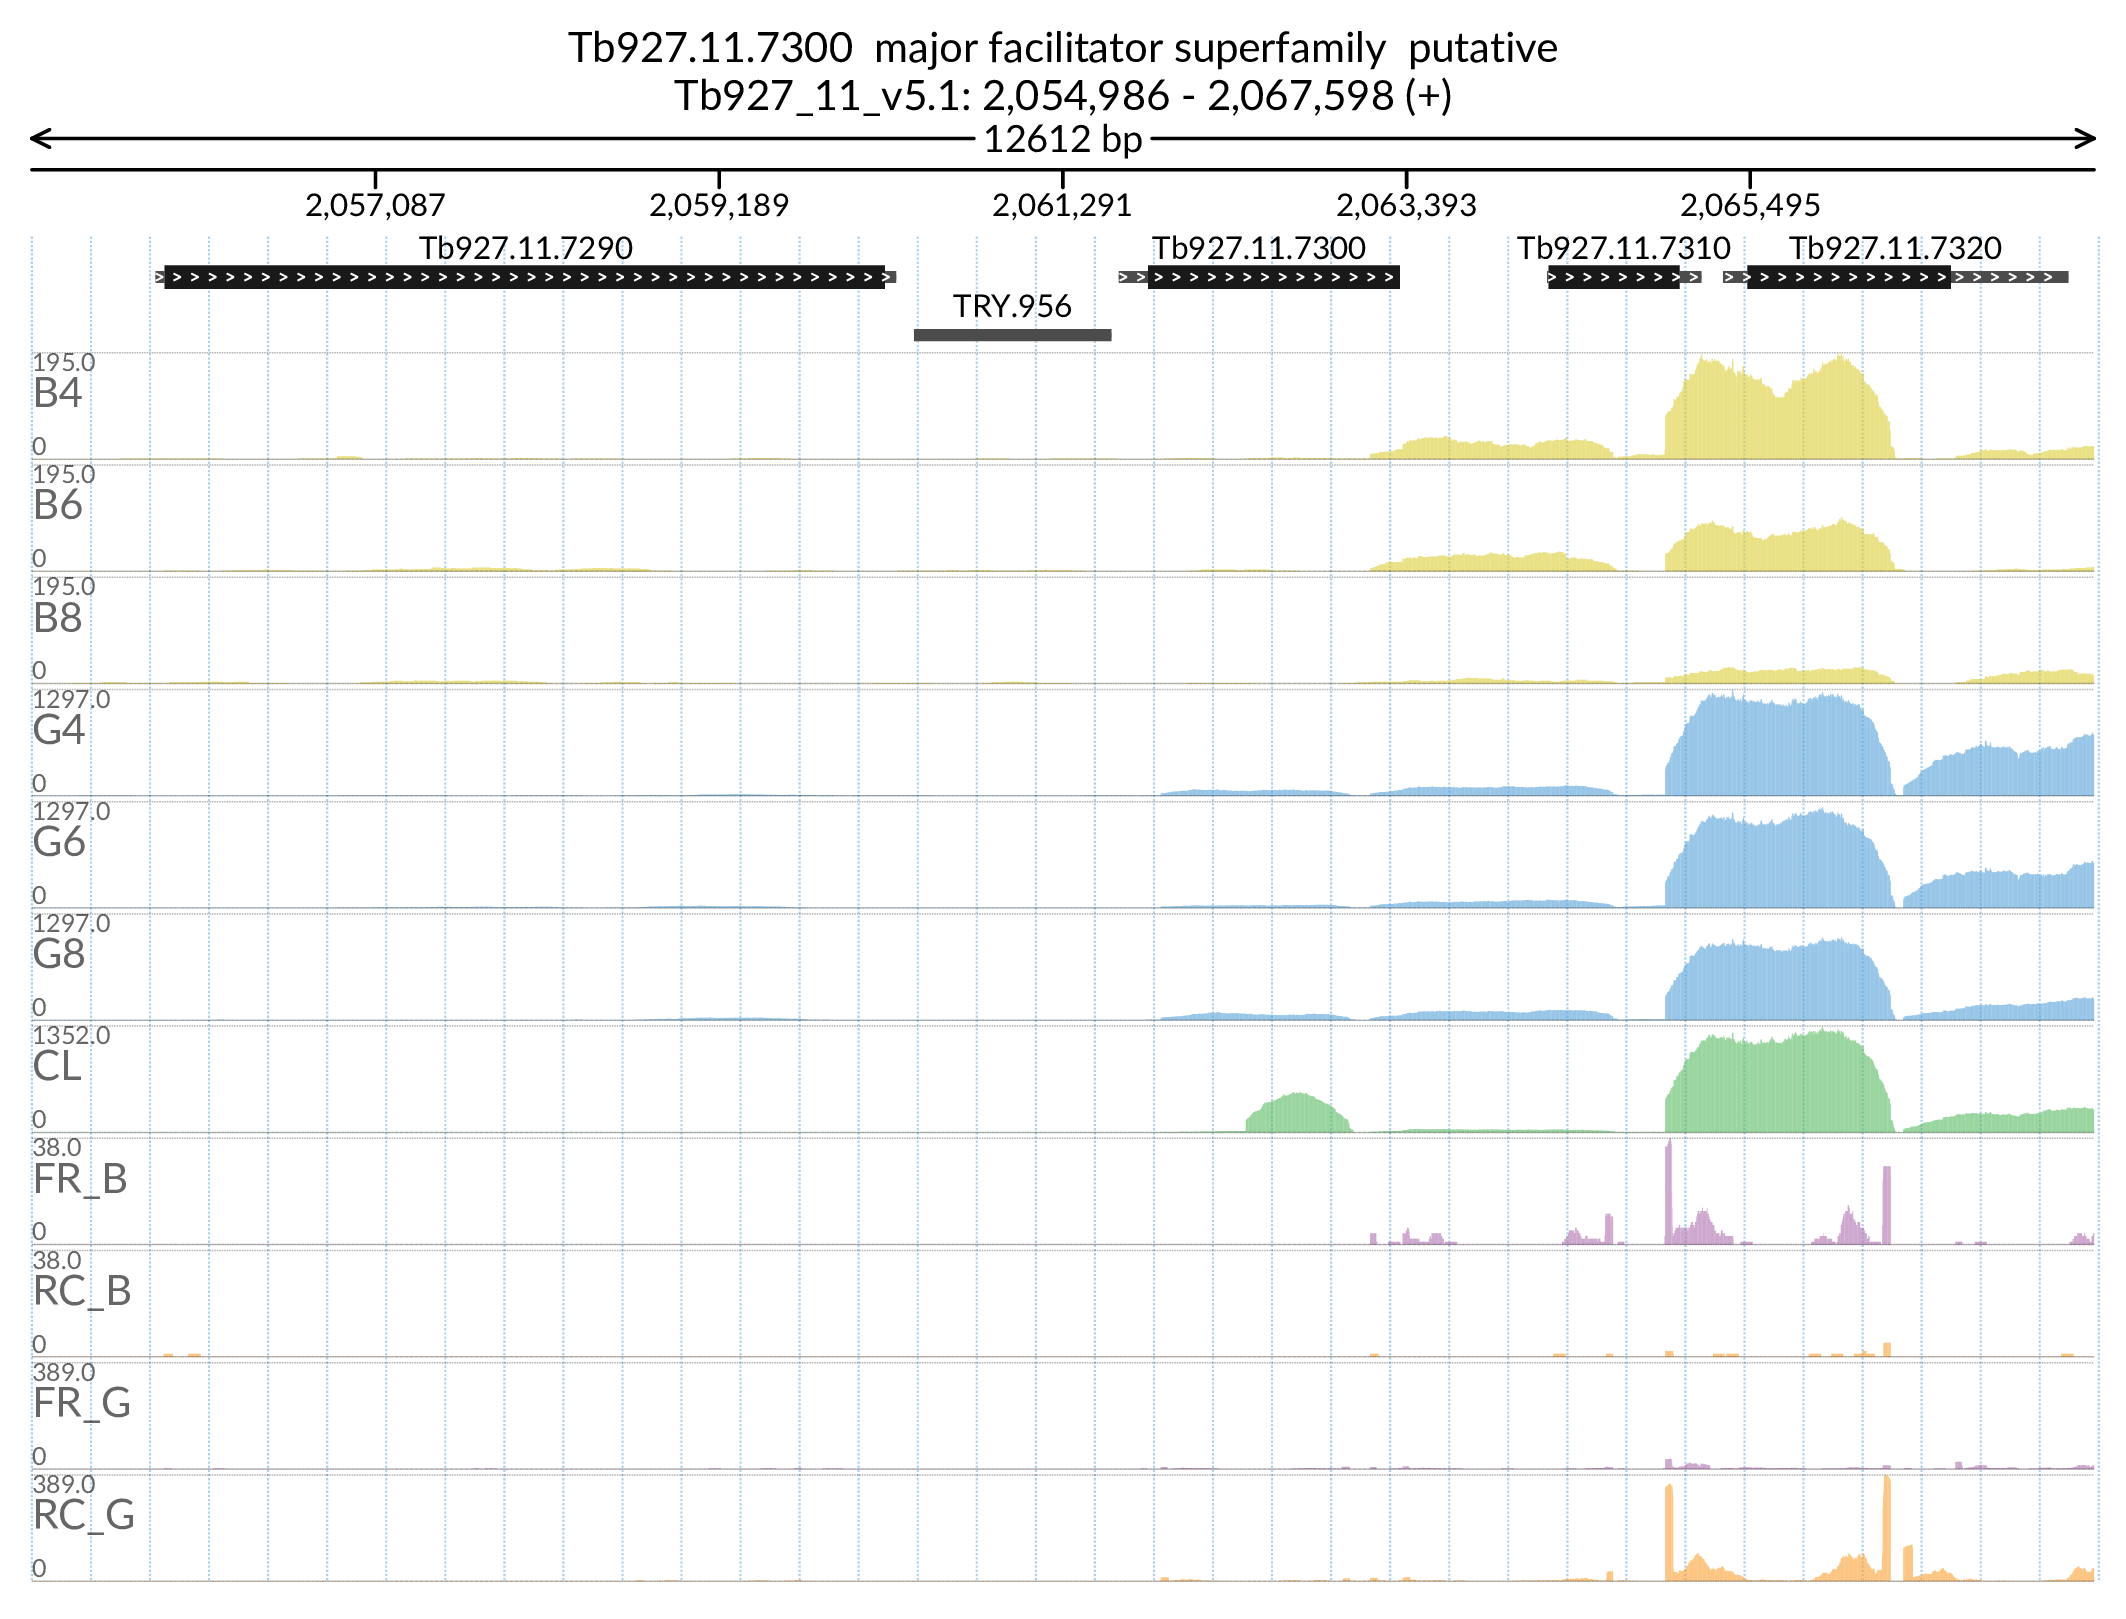 Tb927.11.7300  major facilitator superfamily  putative
Tb927_11_v5.1: 2,054,986 - 2,067,598 (+)
12612 bp
2,057,087 2,059,189 2,061,291 2,063,393 2,065,495
Tb927.11.7290 Tb927.11.7300 Tb927.11.7310 Tb927.11.7320
TRY.956
195.0
B4
0
195.0
B6
0
195.0
B8
0
1297.0
G4
0
1297.0
G6
0
1297.0
G8
0
1352.0
CL
0
38.0
FR_B
0
38.0
RC_B
0
389.0
FR_G
0
389.0
RC_G
0